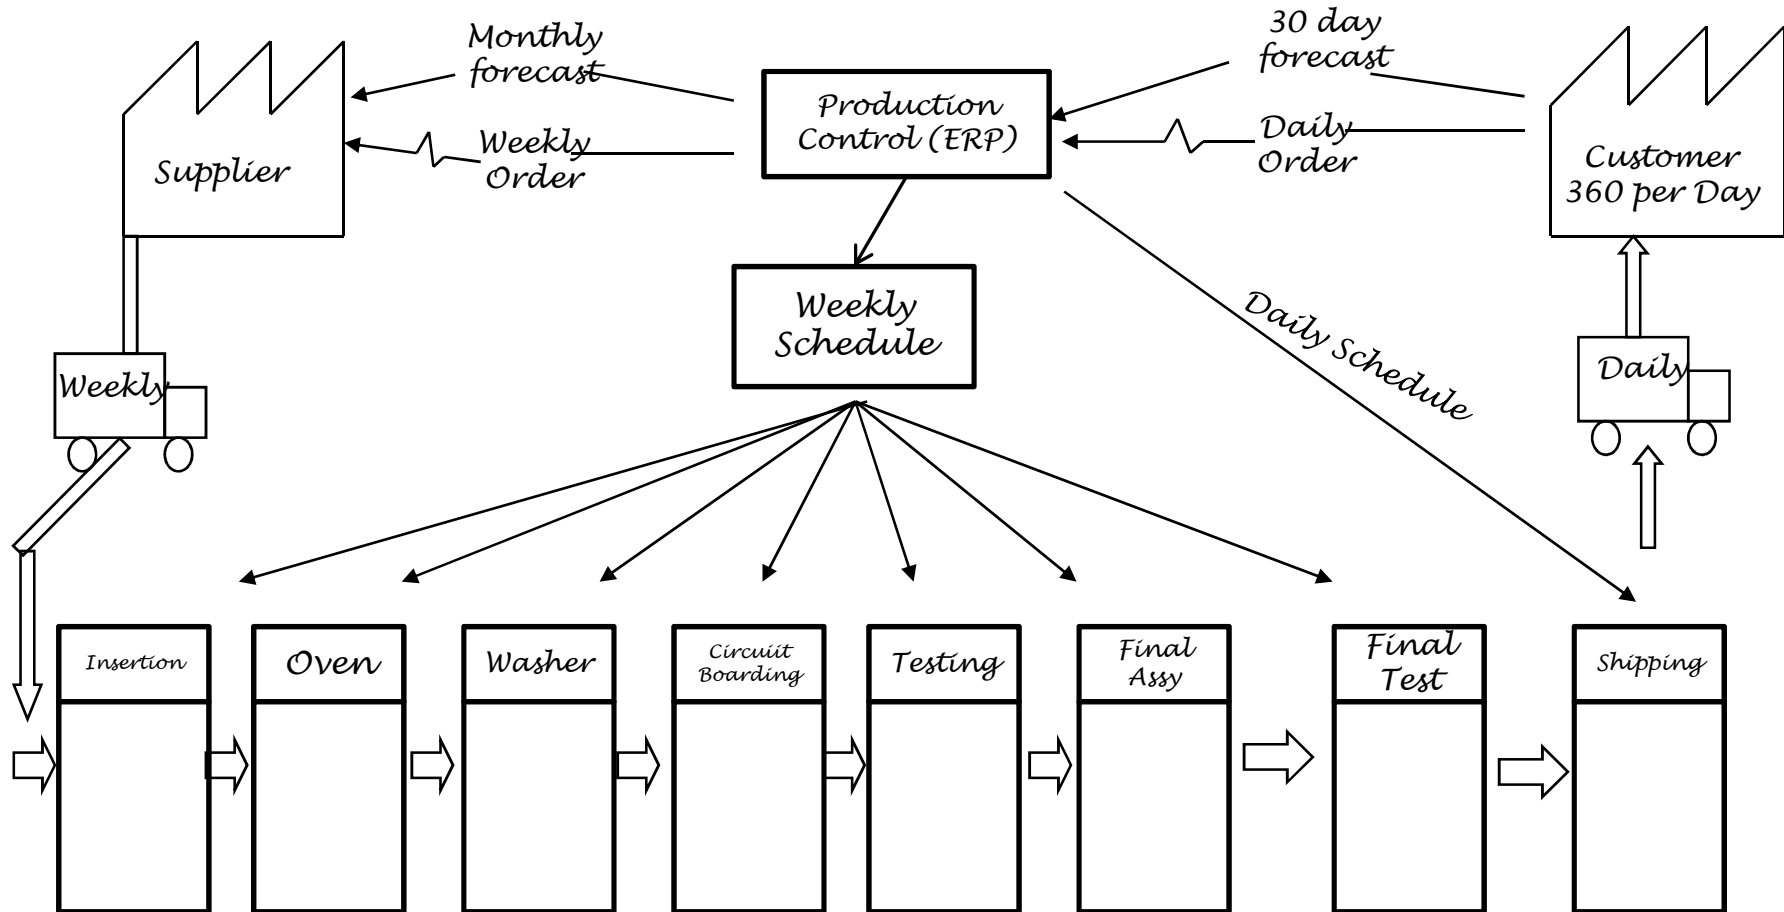 Monthly
forecast
30 day
forecast
Production
Control (ERP)
Weekly
Order
Daily
Order
Supplier
Customer
360 per Day
Weekly
Schedule
Daily Schedule
Weekly
Daily
Insertion
Oven
Washer
Circuiit
Boarding
Testing
Final
Assy
Final
Test
Shipping